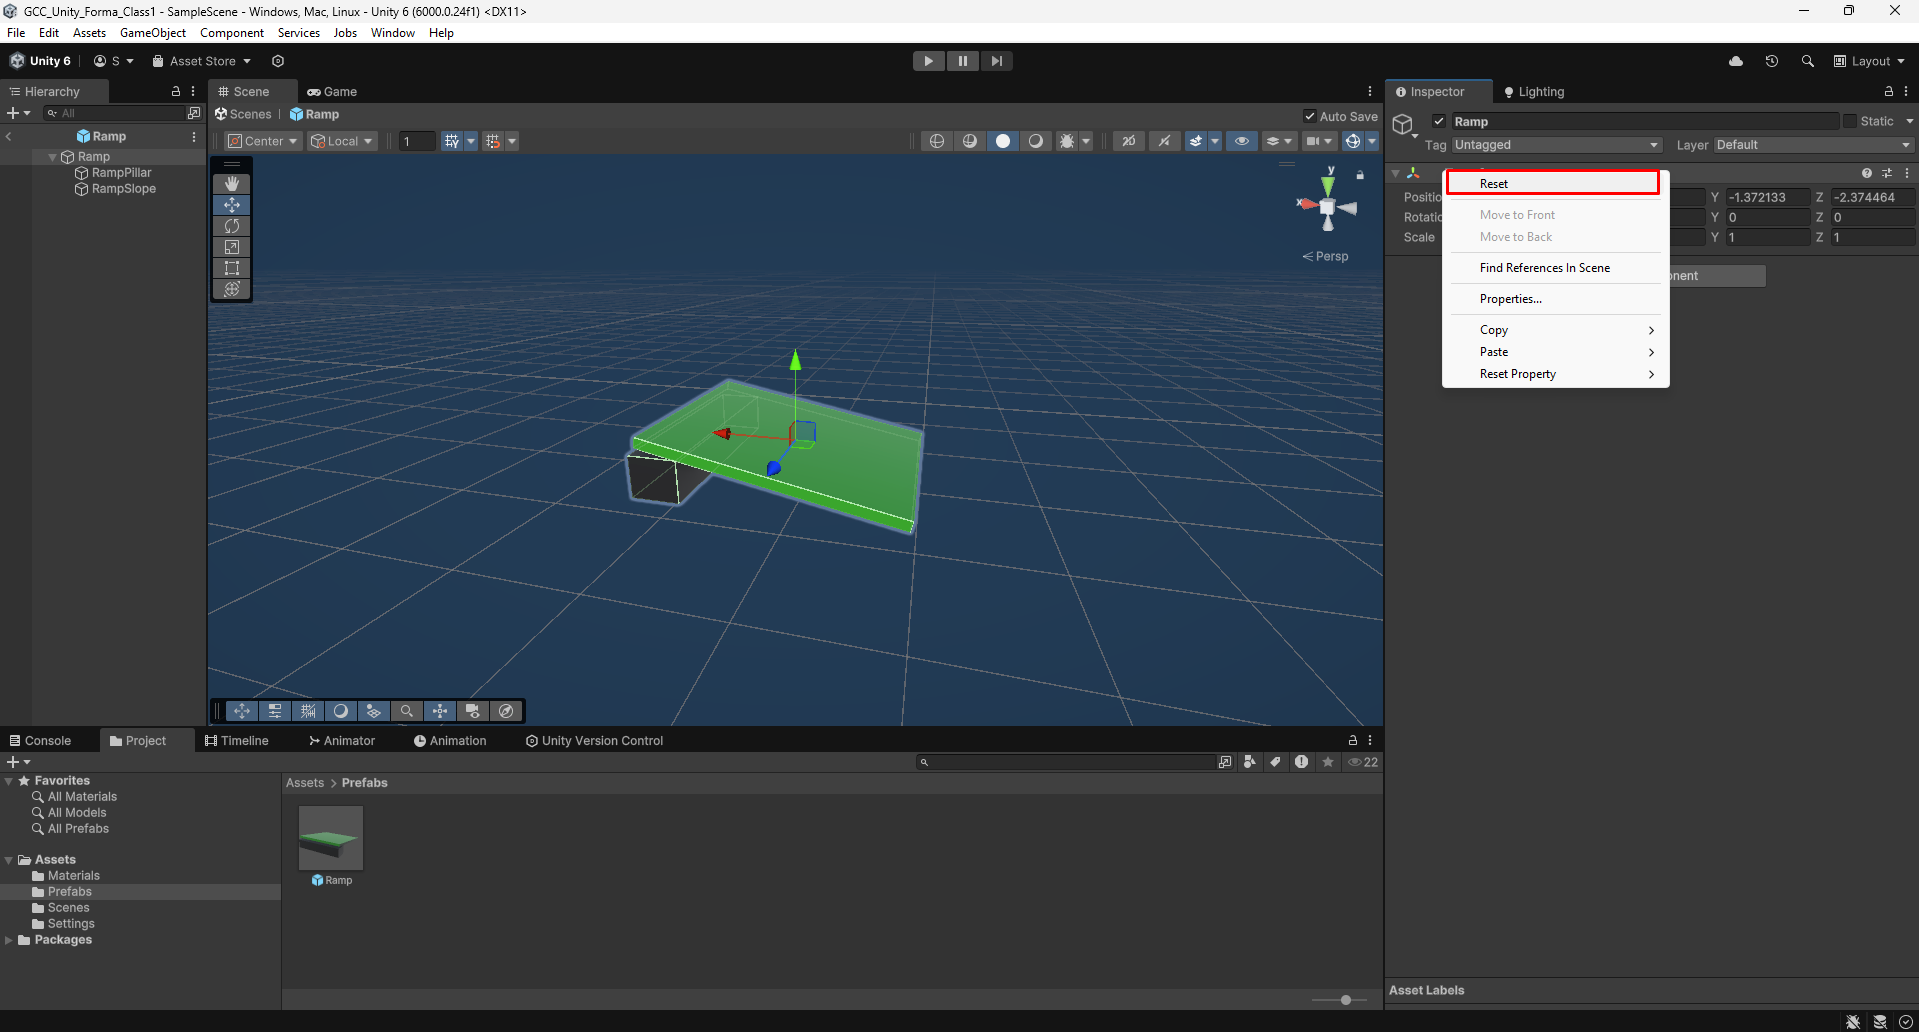 GCC_Unity_Forma_Class1 - SampleScene - Windows, Mac, Linux - Unity 6 (6000.0.24f1) <DX11>
File Edit Assets GameObject Component Services Jobs Window Help
Unity 6 S Asset Store Layout
Hierarchy
All
Ramp
Ramp
RampPillar
RampSlope
Scene Game
Scenes Ramp Auto Save
Center Local 1 2D
y
x
< Persp
Inspector Lighting
Ramp Static
Tag Untagged Layer Default
Y -1.372133 Z -2.374464
Y 0 Z 0
Scale Y 1 Z 1
Reset
Move to Front
Move to Back
Find References In Scene
Properties...
Copy
Paste
Reset Property
Console Project Timeline Animator Animation Unity Version Control
22
Favorites
All Materials
All Models
All Prefabs
Assets
Materials
Prefabs
Scenes
Settings
Packages
Assets > Prefabs
Ramp
Asset Labels